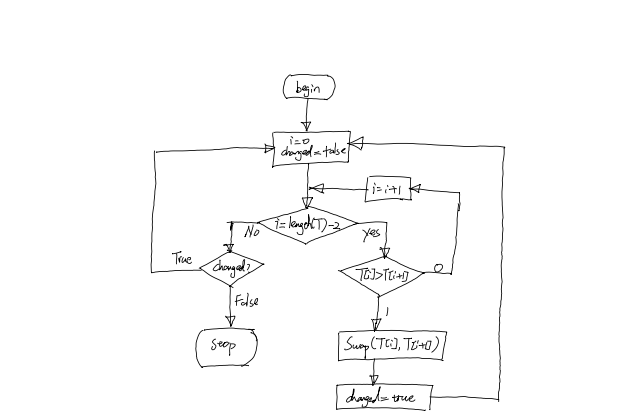 begin
i=0
changed=false
i=i+1
i=length(T)-2
No
yes
True
changed?
T[i]>T[i+1]
0
False
1
stop
Swap(T[i],T[i+1])
changed=true